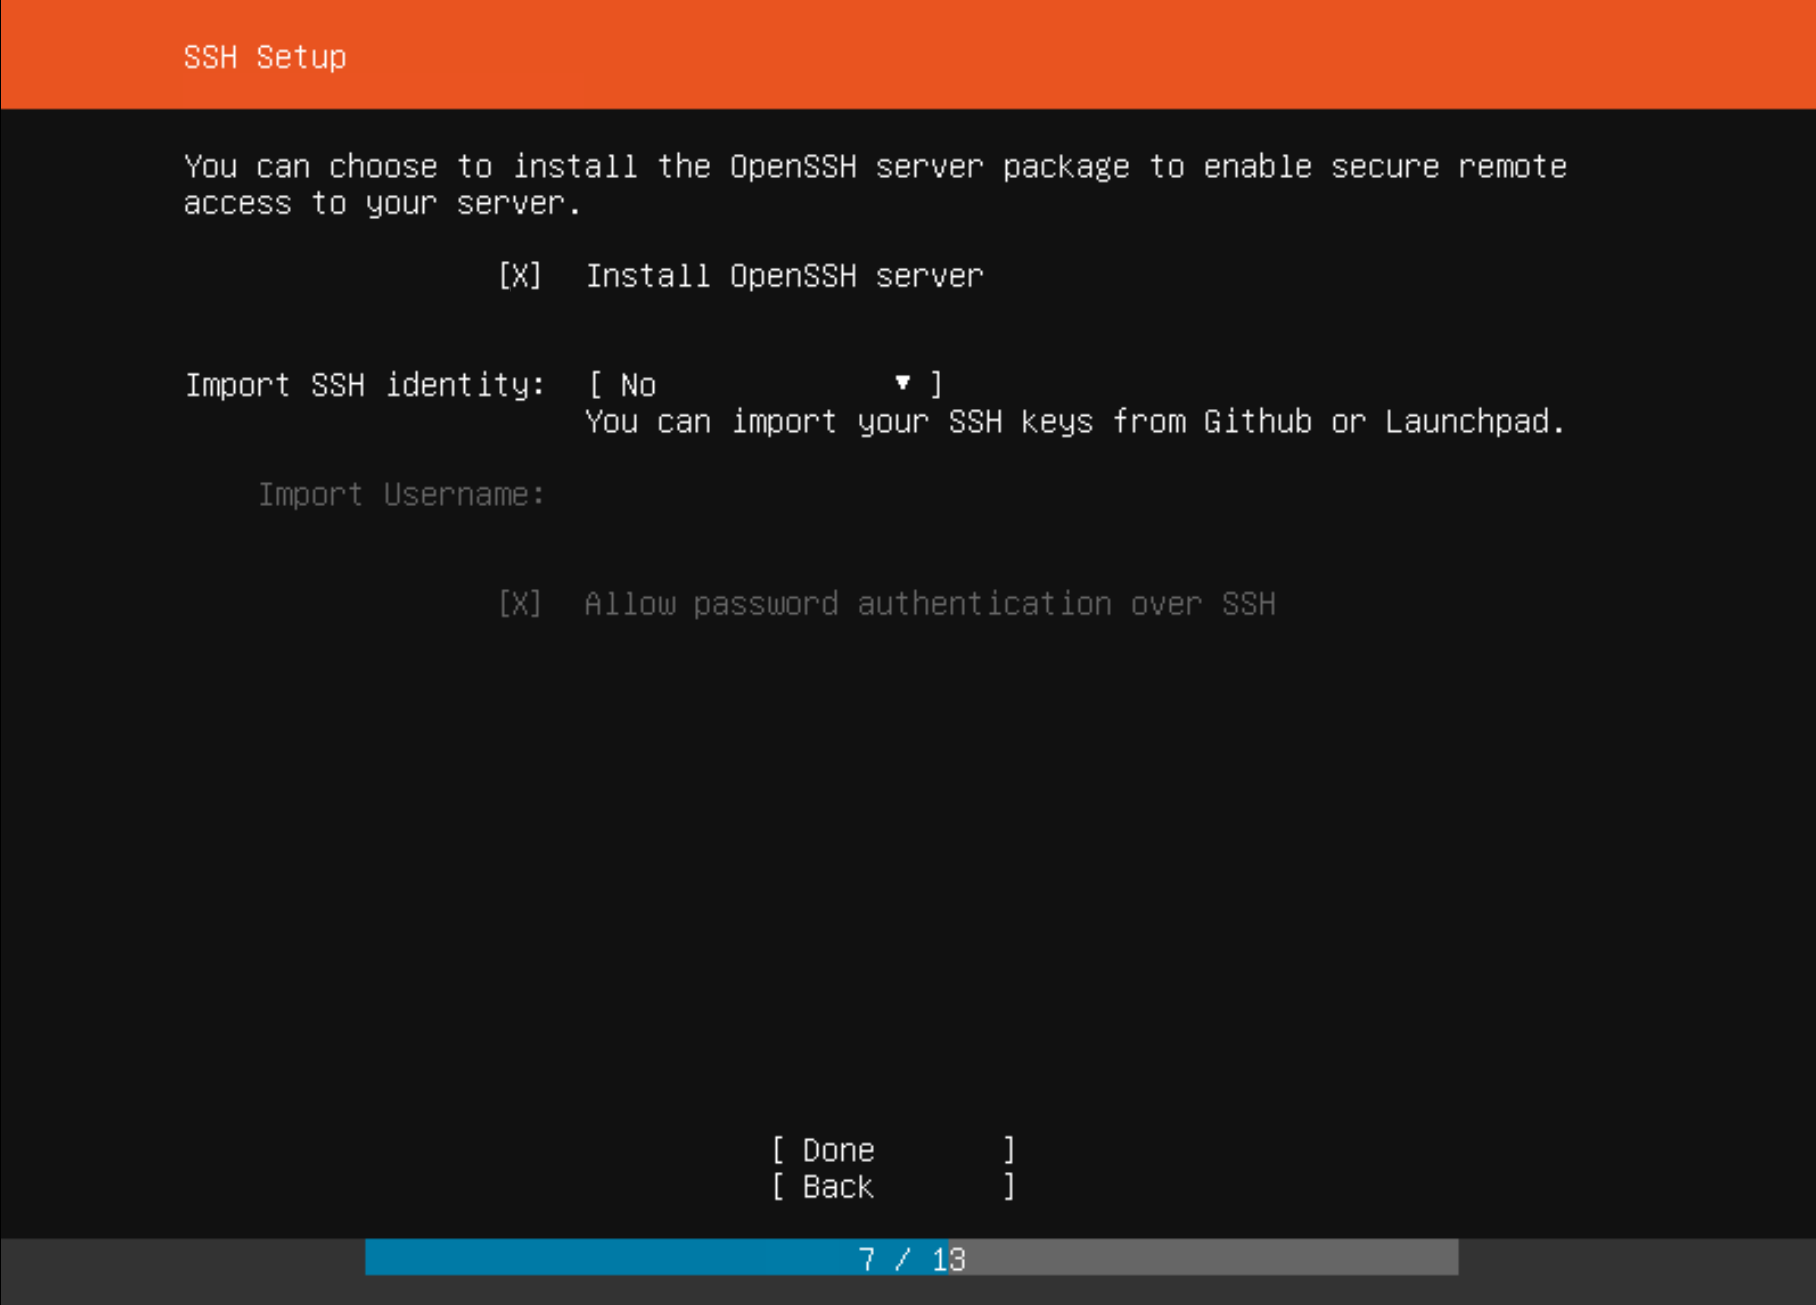 SSH Setup
You can choose to install the OpenSSH server package to enable secure remote
access to your server.
[X] Install OpenSSH server
Import SSH identity: [ No ▼ ]
You can import your SSH keys from Github or Launchpad.
Import Username:
[X] Allow password authentication over SSH
[ Done ]
[ Back ]
7 / 13